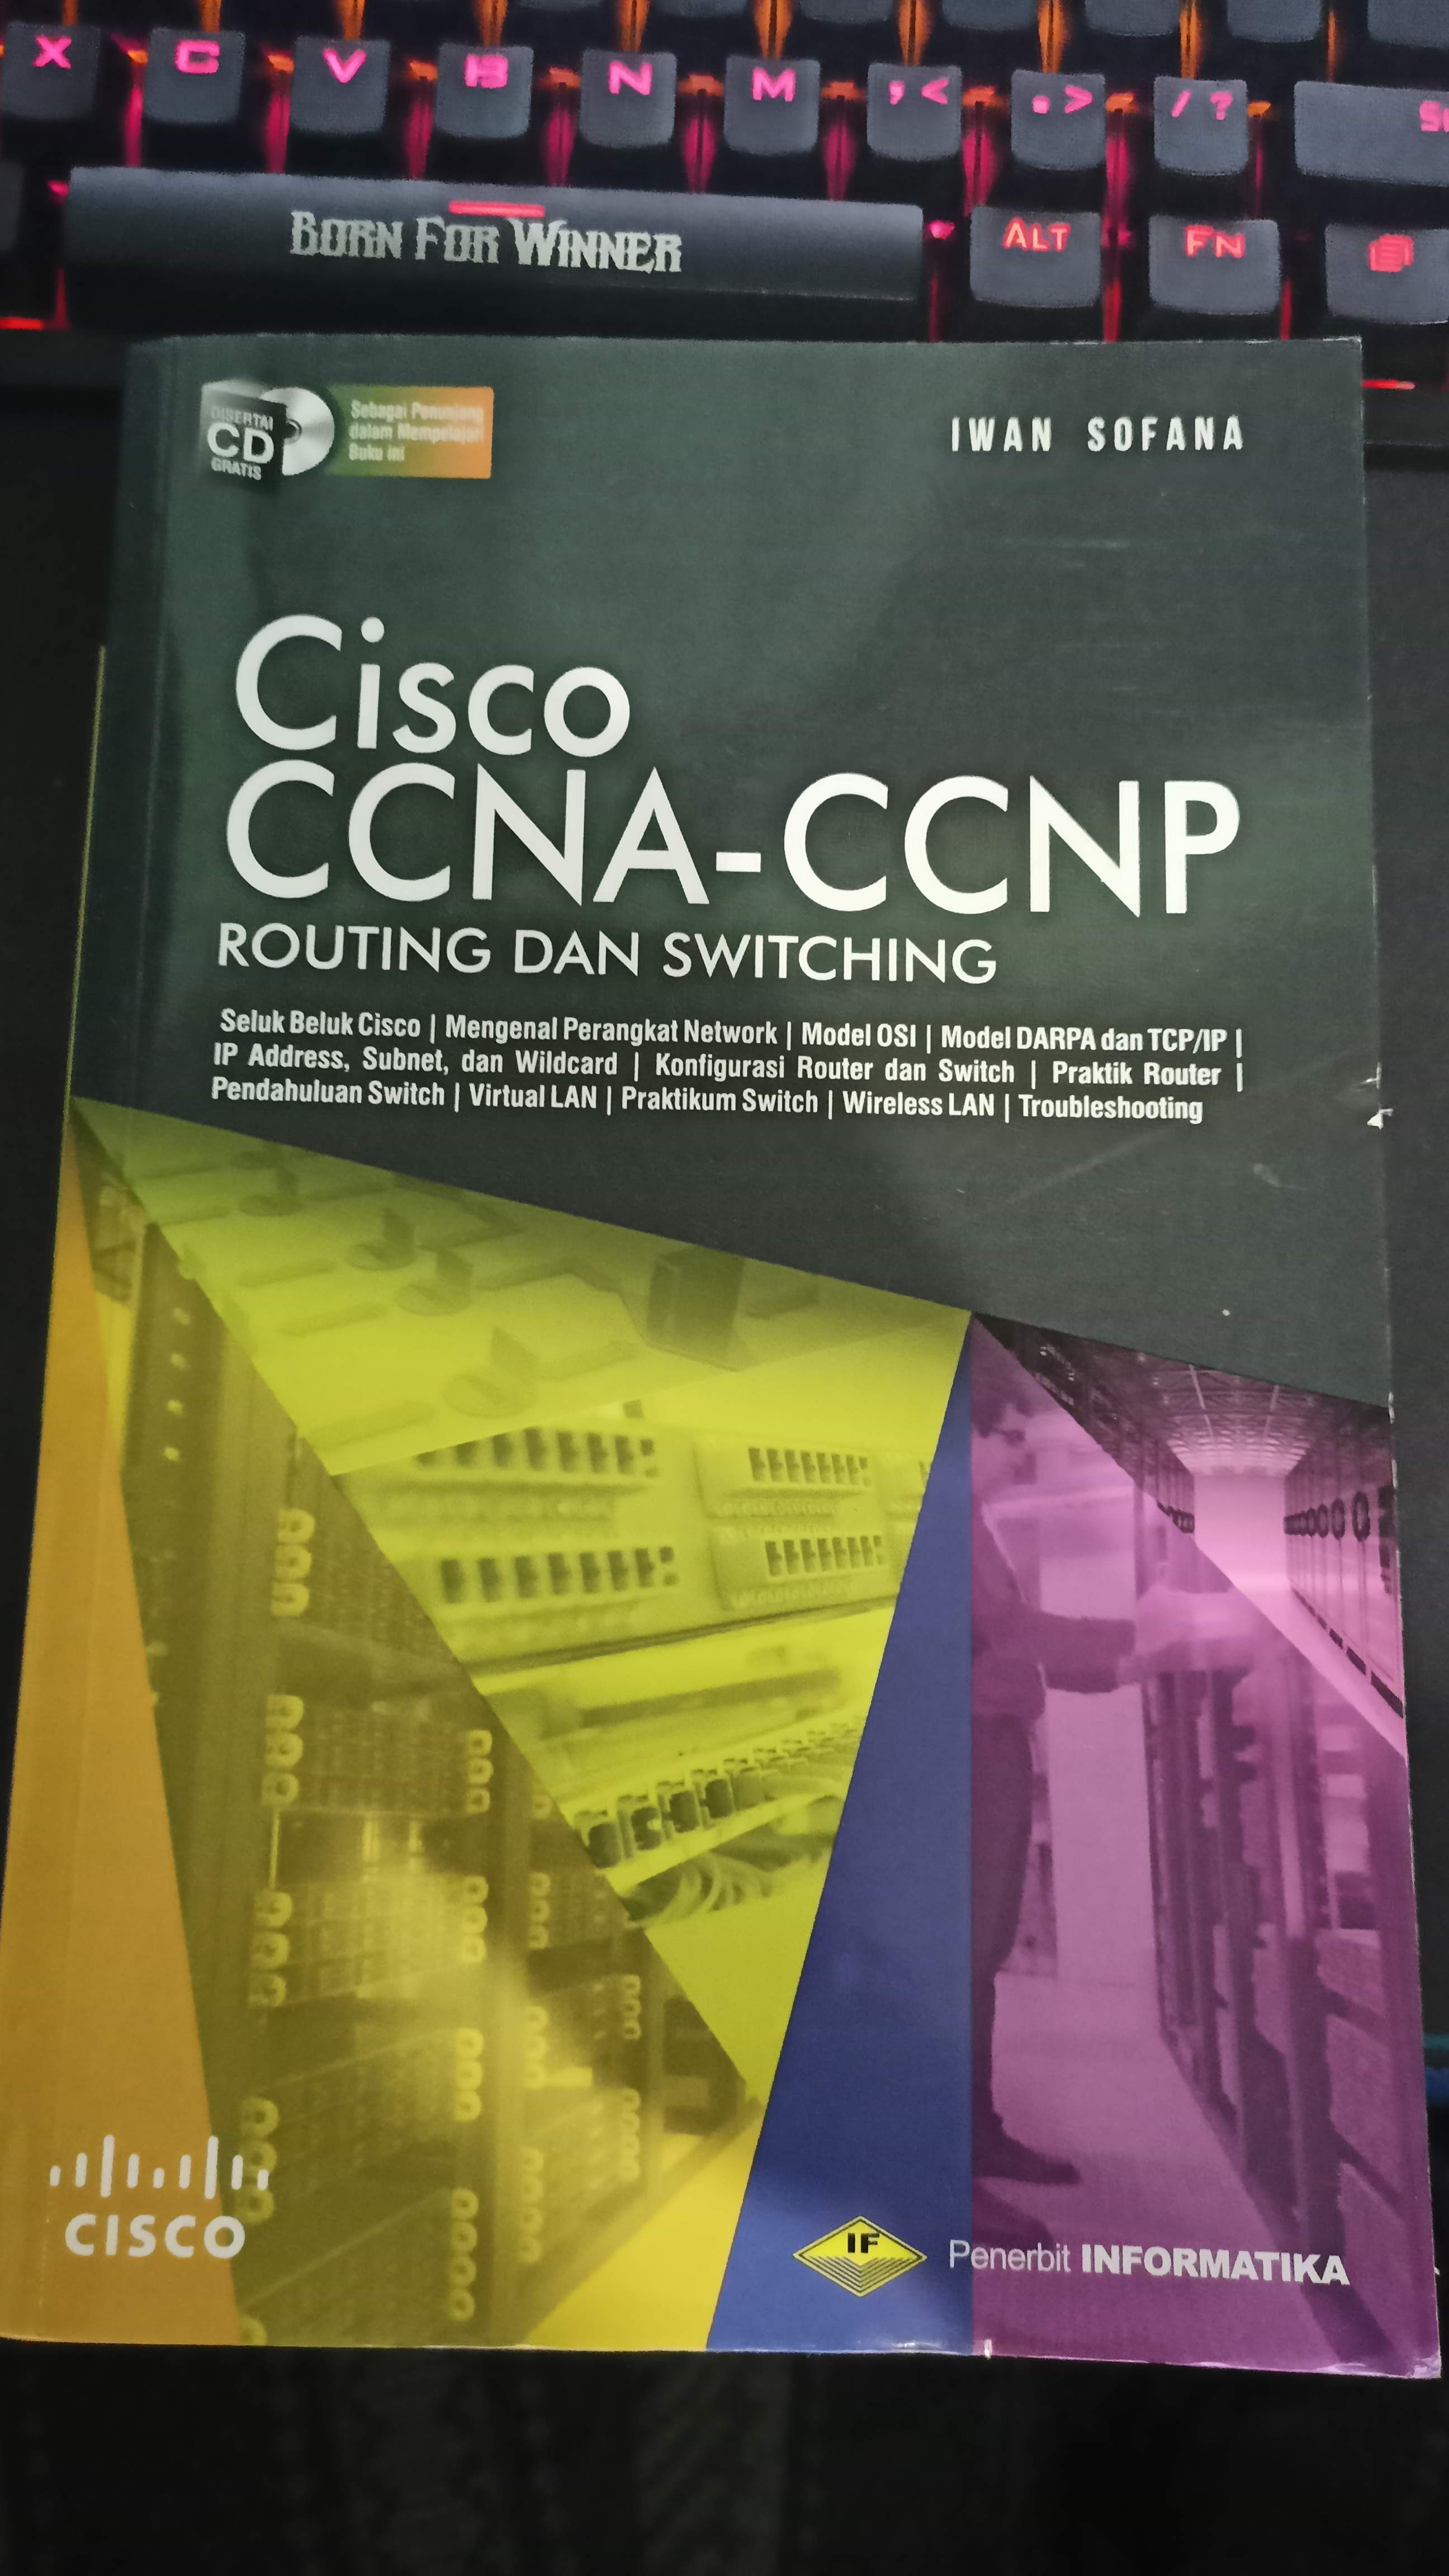 X C V B N M , < . > / ?
BORN FOR WINNER
ALT FN
DISERTAI
CD
GRATIS
Sebagai Penunjang
dalam Mempelajari
Buku ini
IWAN SOFANA
Cisco
CCNA-CCNP
ROUTING DAN SWITCHING
Seluk Beluk Cisco | Mengenal Perangkat Network | Model OSI | Model DARPA dan TCP/IP |
IP Address, Subnet, dan Wildcard | Konfigurasi Router dan Switch | Praktik Router |
Pendahuluan Switch | Virtual LAN | Praktikum Switch | Wireless LAN | Troubleshooting
CISCO
IF
Penerbit INFORMATIKA